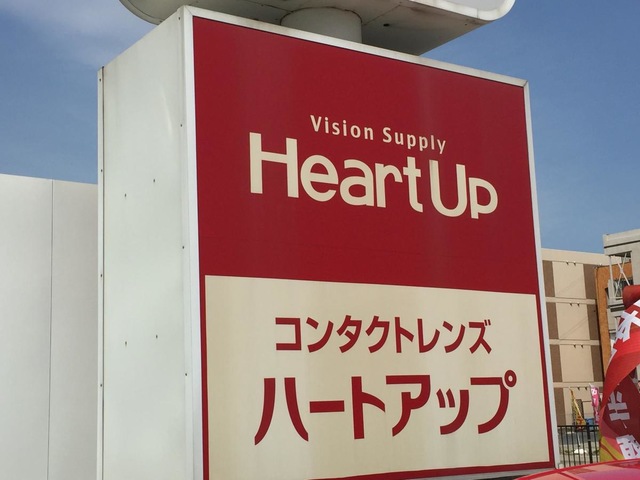 Vision Supply
HeartUp
コンタクトレンズ
ハートアップ